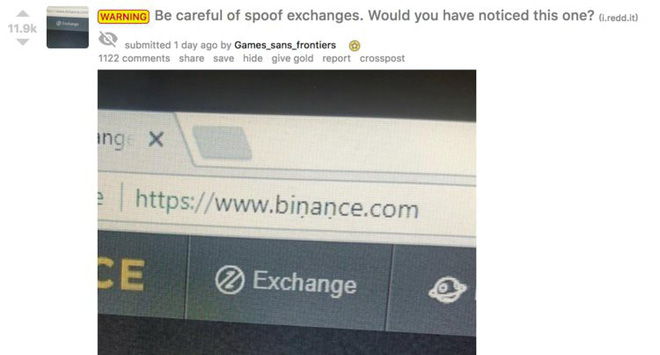 WARNING Be careful of spoof exchanges. Would you have noticed this one? (i.redd.it)
11.9k
submitted 1 day ago by Games_sans_frontiers
1122 comments share save hide give gold report crosspost
ange
https://www.biṇaṇce.com
CE Exchange